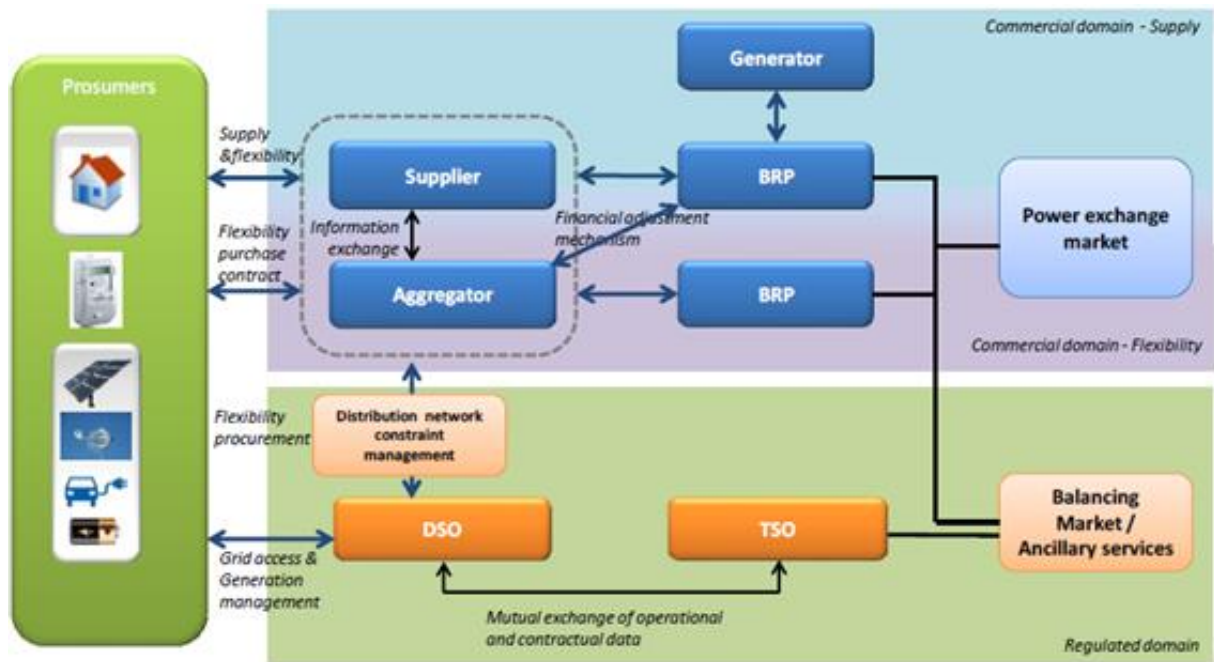 Commercial domain - Supply
Prosumers
Generator
Supply
&flexibility
Supplier
BRP
Power exchange
market
Information
exchange
Financial adjustment
mechanism
Flexibility
purchase
contract
Aggregator
BRP
Commercial domain - Flexibility
Flexibility
procurement
Distribution network
constraint
management
DSO
TSO
Balancing
Market /
Ancillary services
Grid access &
Generation
management
Mutual exchange of operational
and contractual data
Regulated domain